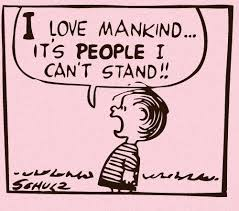 I LOVE MANKIND...
IT'S PEOPLE I
CAN'T STAND!!
SCHULZ